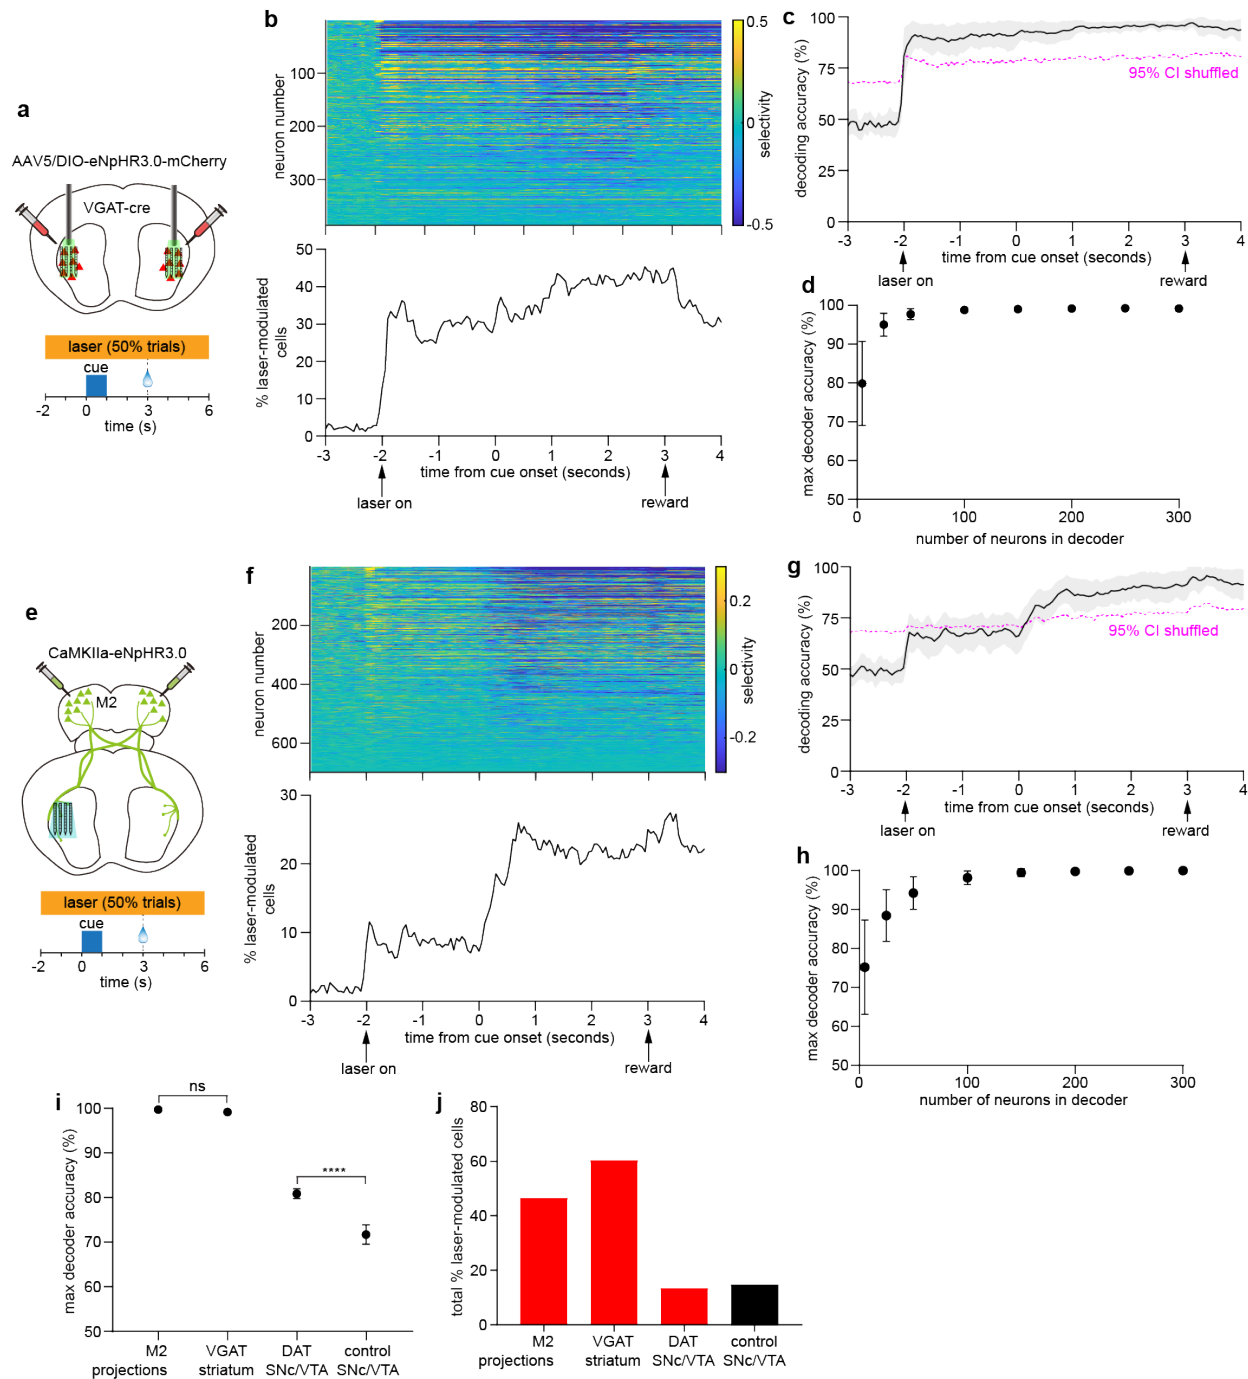 a
AAV5/DIO-eNpHR3.0-mCherry
VGAT-cre
laser (50% trials)
cue
-2 0 3 6
time (s)
b
neuron number
100
200
300
0.5
0
-0.5
selectivity
% laser-modulated
cells
50
40
30
20
10
0
-3 -2 -1 0 1 2 3 4
time from cue onset (seconds)
laser on
reward
c
decoding accuracy (%)
100
75
50
25
0
95% CI shuffled
-3 -2 -1 0 1 2 3 4
time from cue onset (seconds)
laser on
reward
d
max decoder accuracy (%)
100
90
80
70
60
50
0 100 200 300
number of neurons in decoder
e
CaMKIIa-eNpHR3.0
M2
laser (50% trials)
cue
-2 0 3 6
time (s)
f
neuron number
200
400
600
0.2
0
-0.2
selectivity
% laser-modulated
cells
30
20
10
0
-3 -2 -1 0 1 2 3 4
time from cue onset (seconds)
laser on
reward
g
decoding accuracy (%)
100
75
50
25
0
95% CI shuffled
-3 -2 -1 0 1 2 3 4
time from cue onset (seconds)
laser on
reward
h
max decoder accuracy (%)
100
90
80
70
60
50
0 100 200 300
number of neurons in decoder
i
max decoder accuracy (%)
100
90
80
70
60
50
ns
****
M2 VGAT DAT control
projections striatum SNc/VTA SNc/VTA
j
total % laser-modulated cells
80
60
40
20
0
M2 VGAT DAT control
projections striatum SNc/VTA SNc/VTA